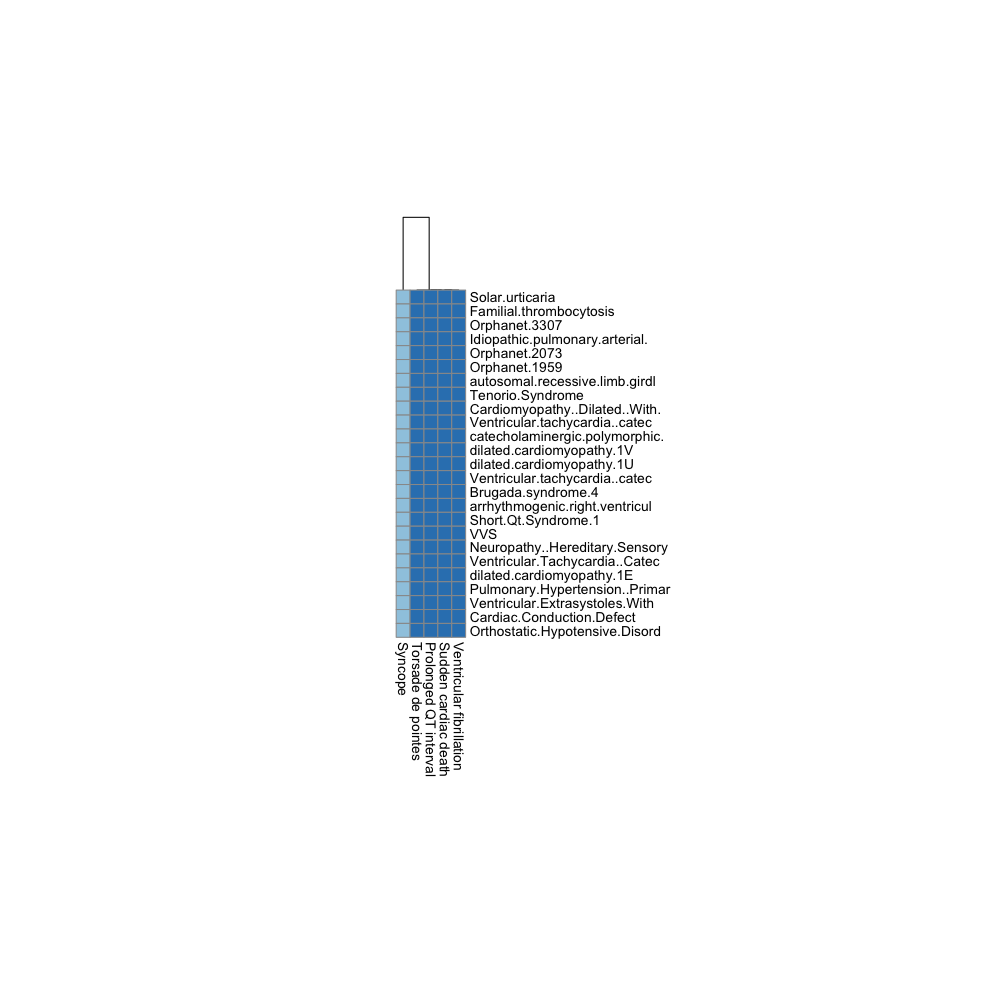 Solar.urticaria
Familial.thrombocytosis
Orphanet.3307
Idiopathic.pulmonary.arterial.
Orphanet.2073
Orphanet.1959
autosomal.recessive.limb.girdl
Tenorio.Syndrome
Cardiomyopathy..Dilated..With.
Ventricular.tachycardia..catec
catecholaminergic.polymorphic.
dilated.cardiomyopathy.1V
dilated.cardiomyopathy.1U
Ventricular.tachycardia..catec
Brugada.syndrome.4
arrhythmogenic.right.ventricul
Short.Qt.Syndrome.1
VVS
Neuropathy..Hereditary.Sensory
Ventricular.Tachycardia..Catec
dilated.cardiomyopathy.1E
Pulmonary.Hypertension..Primar
Ventricular.Extrasystoles.With
Cardiac.Conduction.Defect
Orthostatic.Hypotensive.Disord
Syncope
Torsade de pointes
Prolonged QT interval
Sudden cardiac death
Ventricular fibrillation